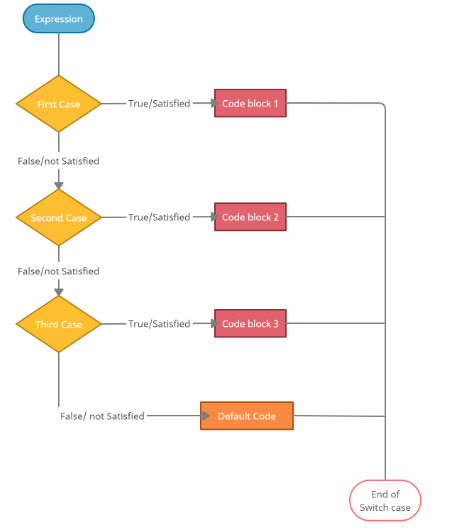 Expression
First Case
True/Satisfied
Code block 1
False/not Satisfied
Second Case
True/Satisfied
Code block 2
False/not Satisfied
Third Case
True/Satisfied
Code block 3
False/ not Satisfied
Default Code
End of
Switch case